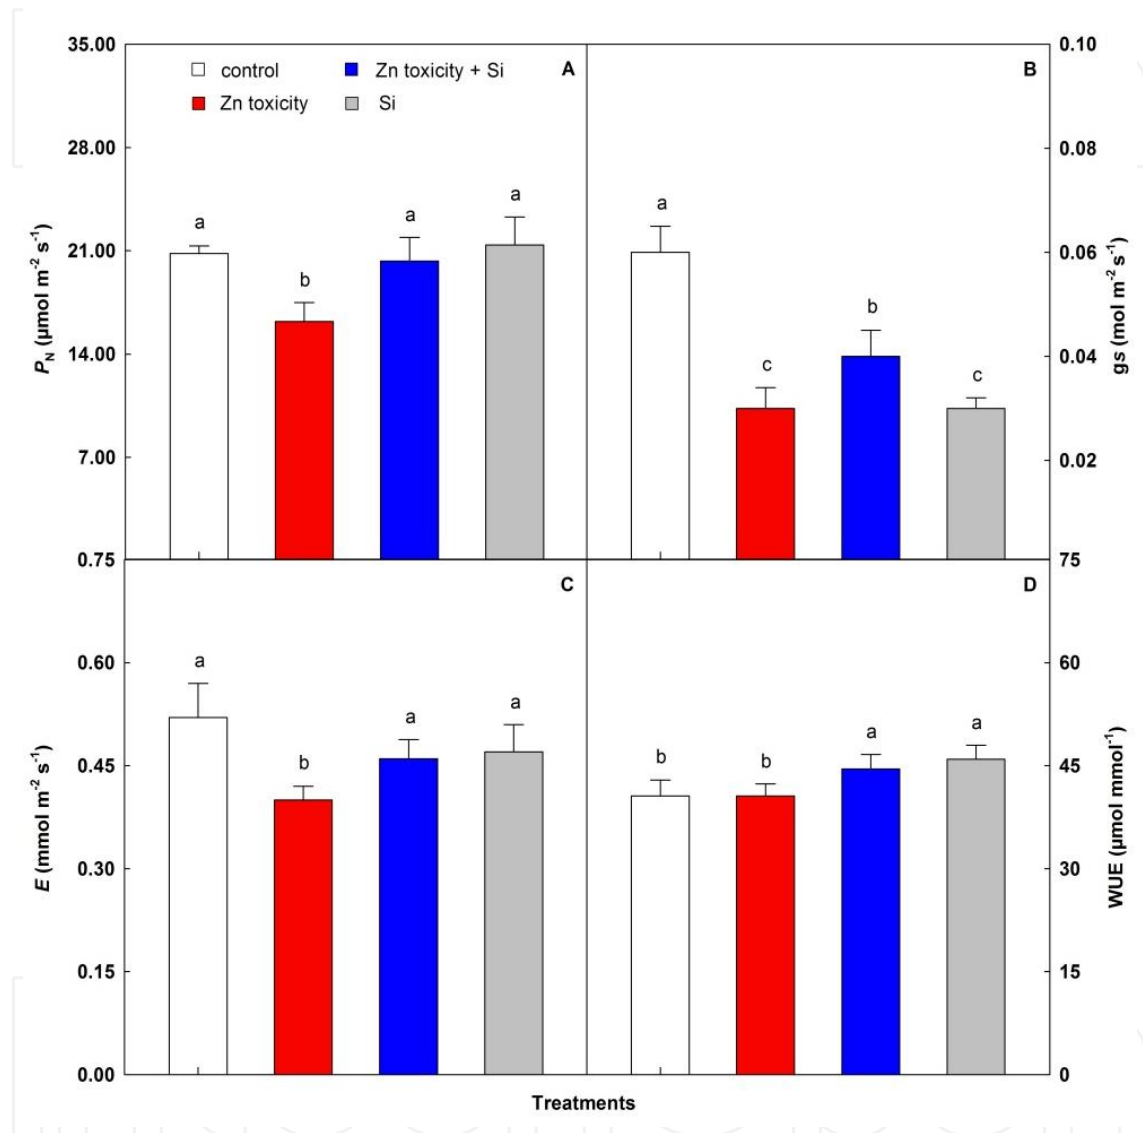 35.00
28.00
21.00
14.00
7.00
0.75
0.60
0.45
0.30
0.15
0.00
P_N (µmol m⁻² s⁻¹)
E (mmol m⁻² s⁻¹)
control
Zn toxicity + Si
A
Zn toxicity
Si
a
b
a
a
B
a
c
b
c
C
a
b
a
a
D
b
b
a
a
0.10
0.08
0.06
0.04
0.02
75
60
45
30
15
0
gs (mol m⁻² s⁻¹)
WUE (µmol mmol⁻¹)
Treatments